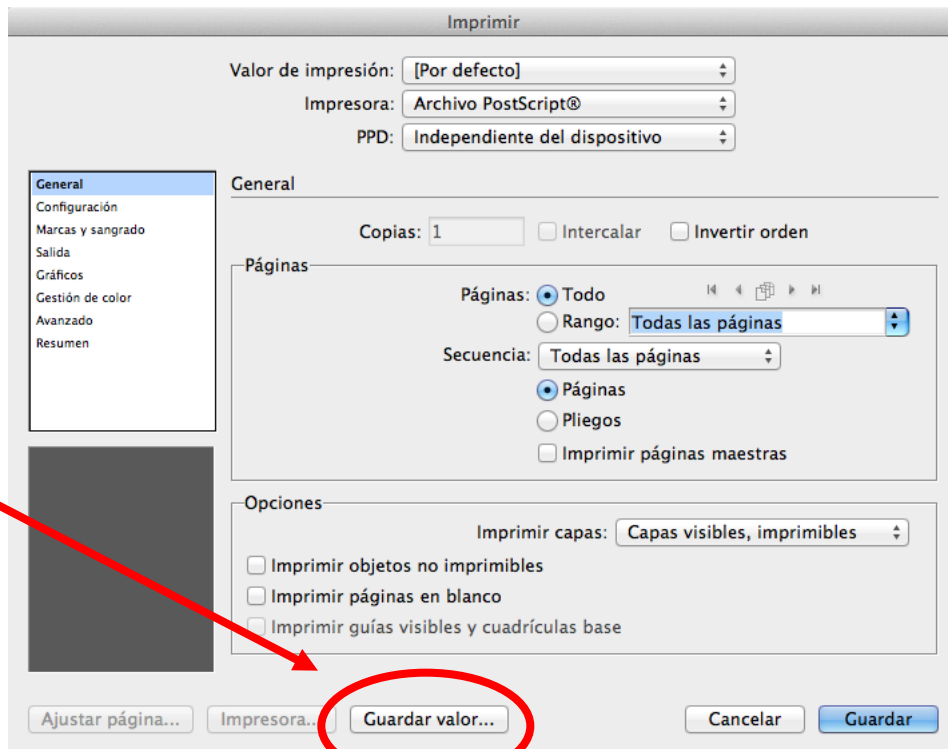 Imprimir
Valor de impresión: [Por defecto]
Impresora: Archivo PostScript®
PPD: Independiente del dispositivo
General
Configuración
Marcas y sangrado
Salida
Gráficos
Gestión de color
Avanzado
Resumen
General
Copias: 1 Intercalar Invertir orden
Páginas
Páginas: Todo
Rango: Todas las páginas
Secuencia: Todas las páginas
Páginas
Pliegos
Imprimir páginas maestras
Opciones
Imprimir capas: Capas visibles, imprimibles
Imprimir objetos no imprimibles
Imprimir páginas en blanco
Imprimir guías visibles y cuadrículas base
Ajustar página... Impresora... Guardar valor... Cancelar Guardar